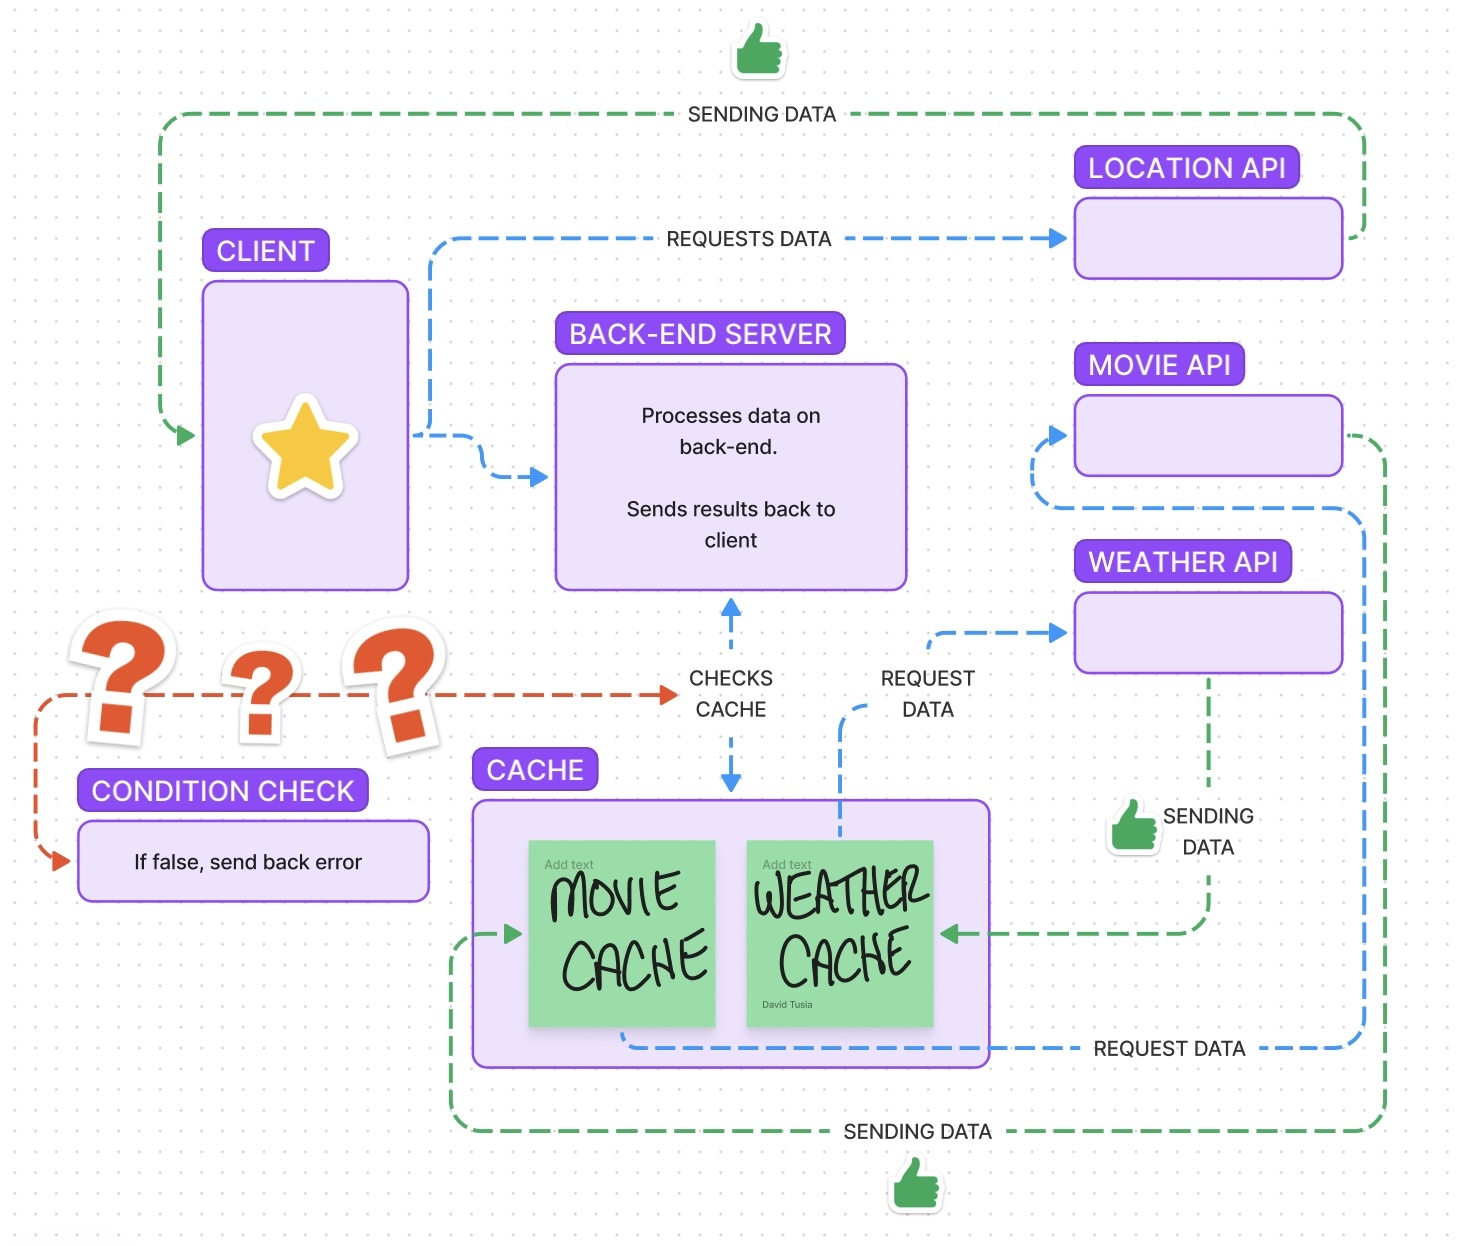 SENDING DATA
LOCATION API
REQUESTS DATA
CLIENT
BACK-END SERVER
Processes data on
back-end.
Sends results back to
client
MOVIE API
WEATHER API
CHECKS
CACHE
REQUEST
DATA
CACHE
CONDITION CHECK
If false, send back error
SENDING
DATA
Add text
MOVIE
CACHE
Add text
WEATHER
CACHE
David Tusia
REQUEST DATA
SENDING DATA